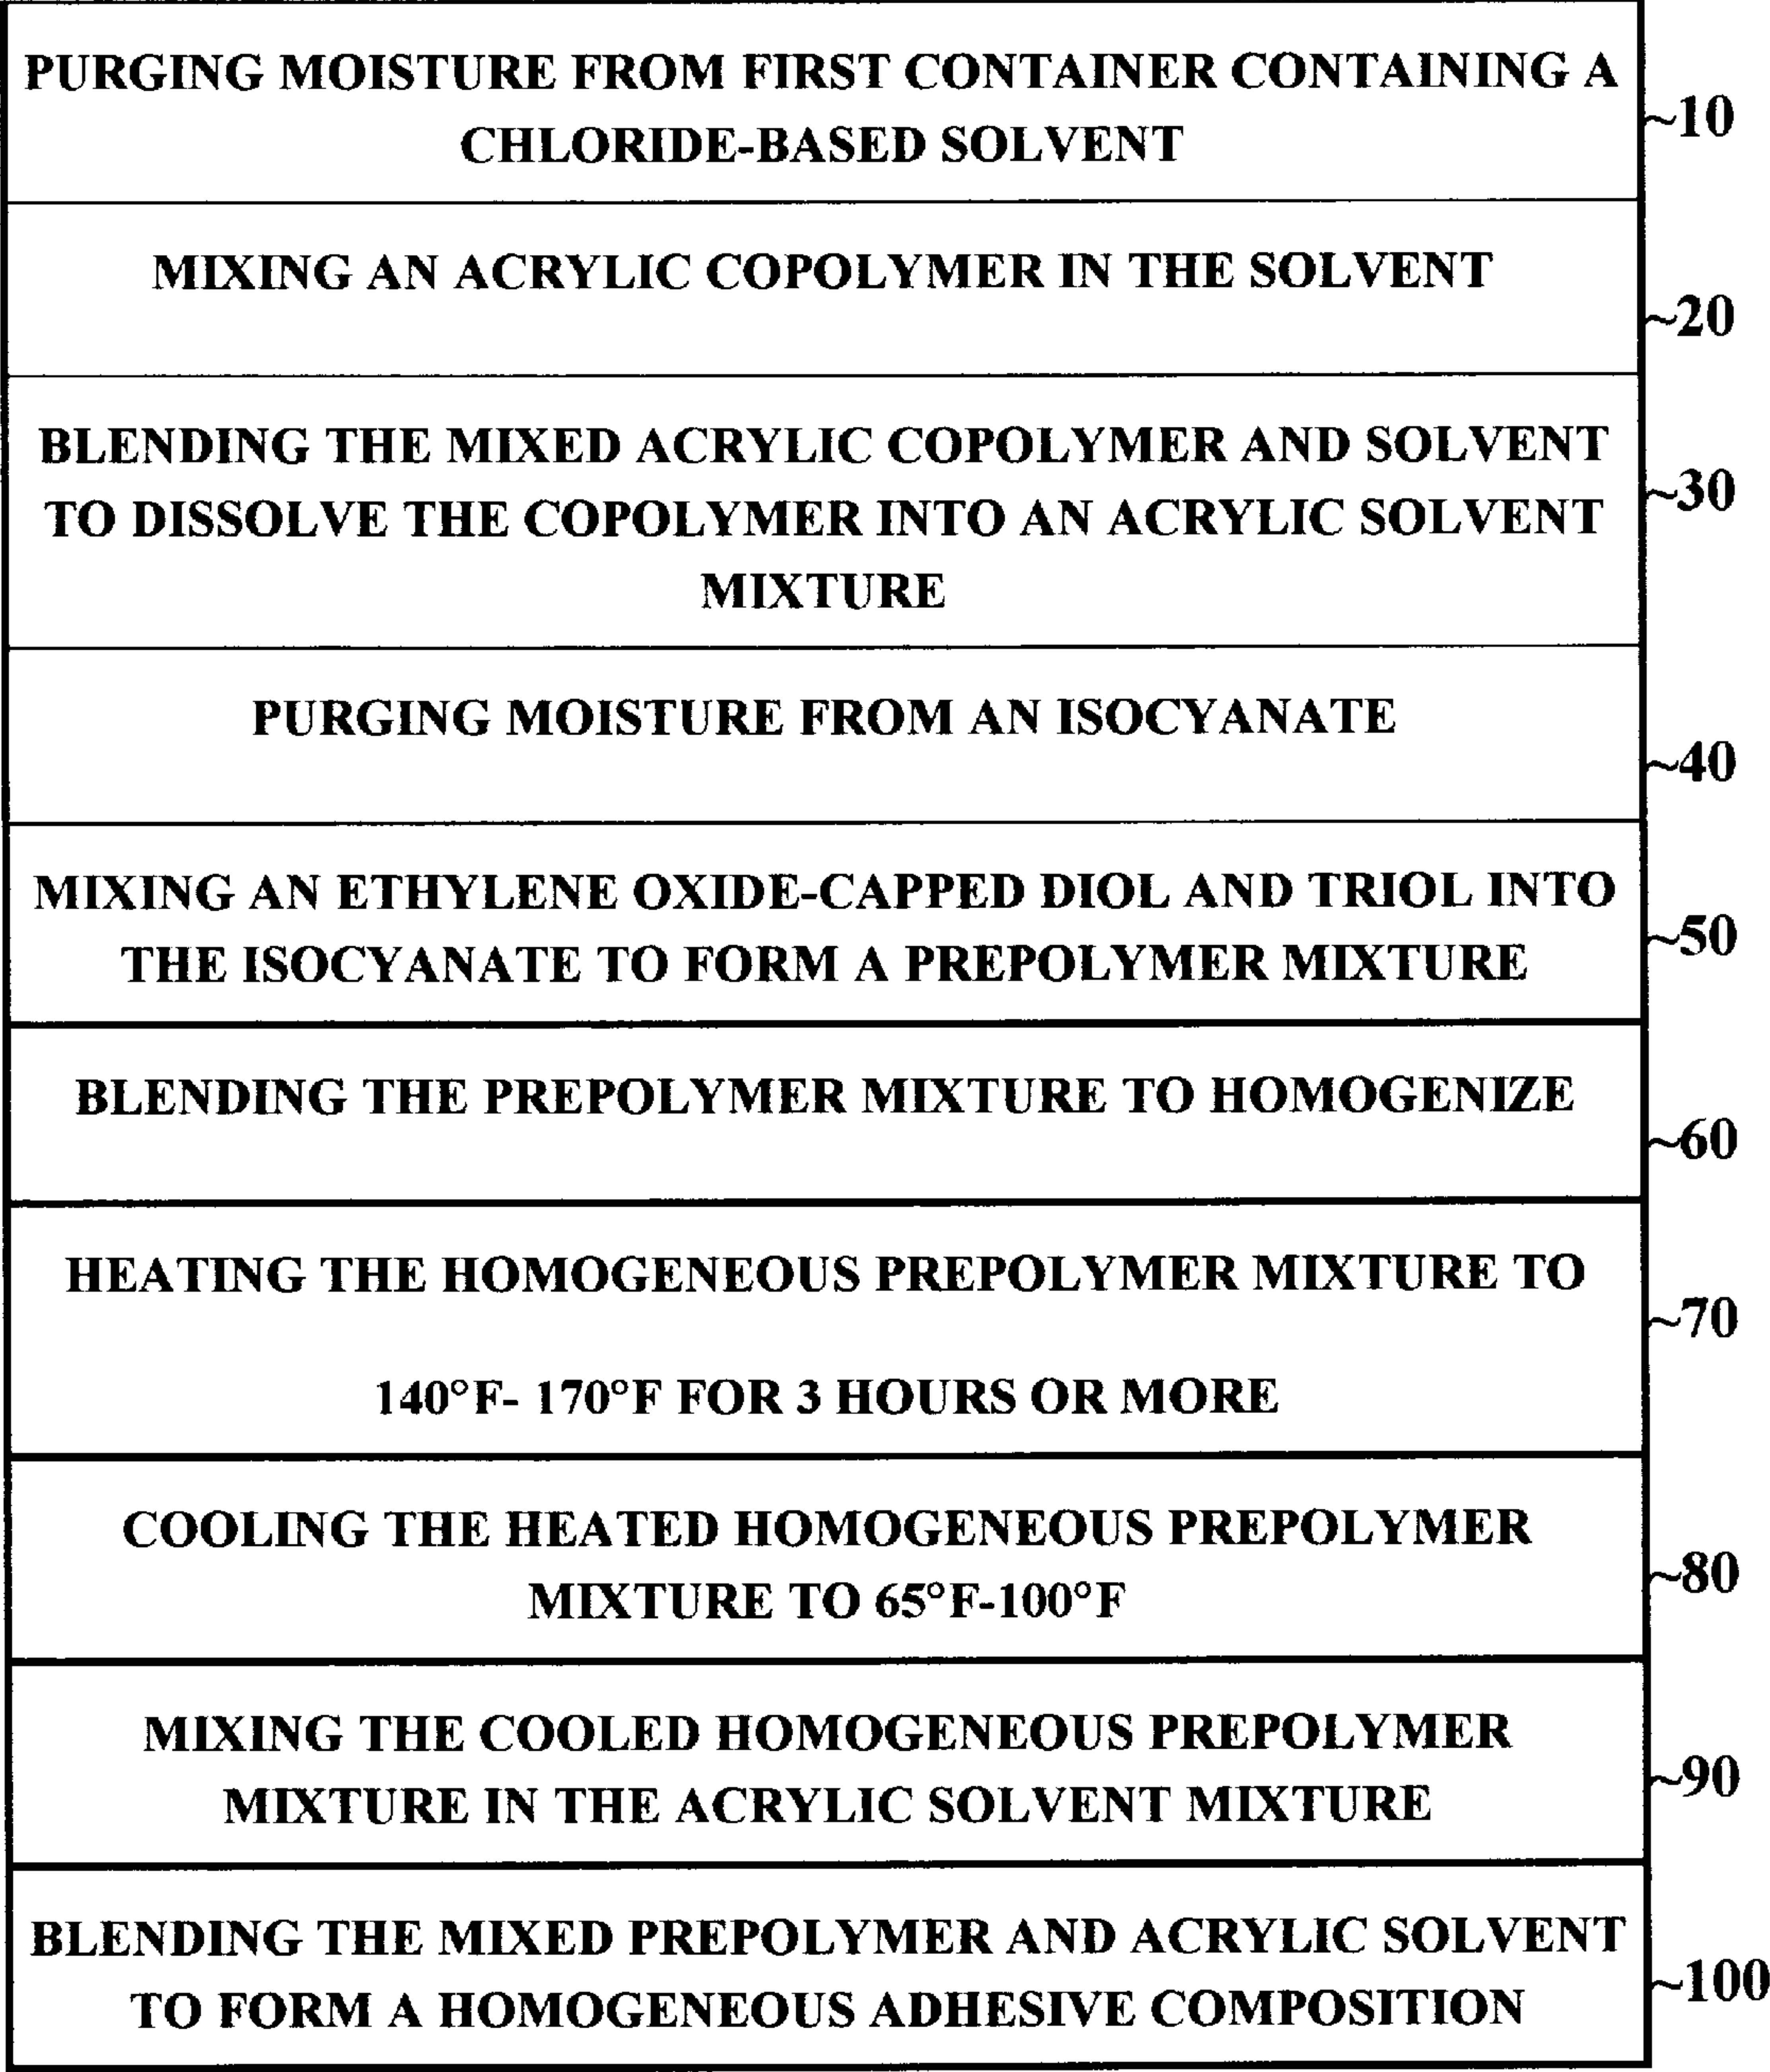 PURGING MOISTURE FROM FIRST CONTAINER CONTAINING A
CHLORIDE-BASED SOLVENT
~10
MIXING AN ACRYLIC COPOLYMER IN THE SOLVENT
~20
BLENDING THE MIXED ACRYLIC COPOLYMER AND SOLVENT
TO DISSOLVE THE COPOLYMER INTO AN ACRYLIC SOLVENT
MIXTURE
~30
PURGING MOISTURE FROM AN ISOCYANATE
~40
MIXING AN ETHYLENE OXIDE-CAPPED DIOL AND TRIOL INTO
THE ISOCYANATE TO FORM A PREPOLYMER MIXTURE
~50
BLENDING THE PREPOLYMER MIXTURE TO HOMOGENIZE
~60
HEATING THE HOMOGENEOUS PREPOLYMER MIXTURE TO
140°F- 170°F FOR 3 HOURS OR MORE
~70
COOLING THE HEATED HOMOGENEOUS PREPOLYMER
MIXTURE TO 65°F-100°F
~80
MIXING THE COOLED HOMOGENEOUS PREPOLYMER
MIXTURE IN THE ACRYLIC SOLVENT MIXTURE
~90
BLENDING THE MIXED PREPOLYMER AND ACRYLIC SOLVENT
TO FORM A HOMOGENEOUS ADHESIVE COMPOSITION
~100